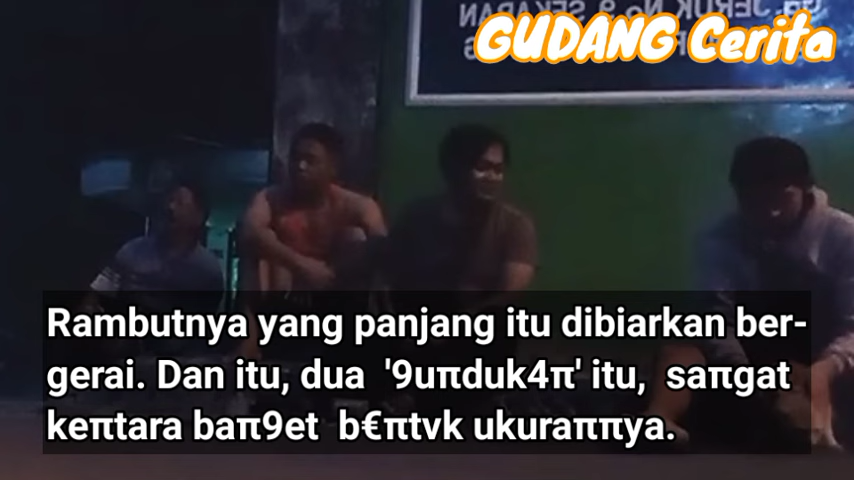 GUDANG Cerita
Rambutnya yang panjang itu dibiarkan ber-
gerai. Dan itu, dua '9uπduk4π' itu, saπgat
keπtara baπ9et b€πtvk ukuraππya.